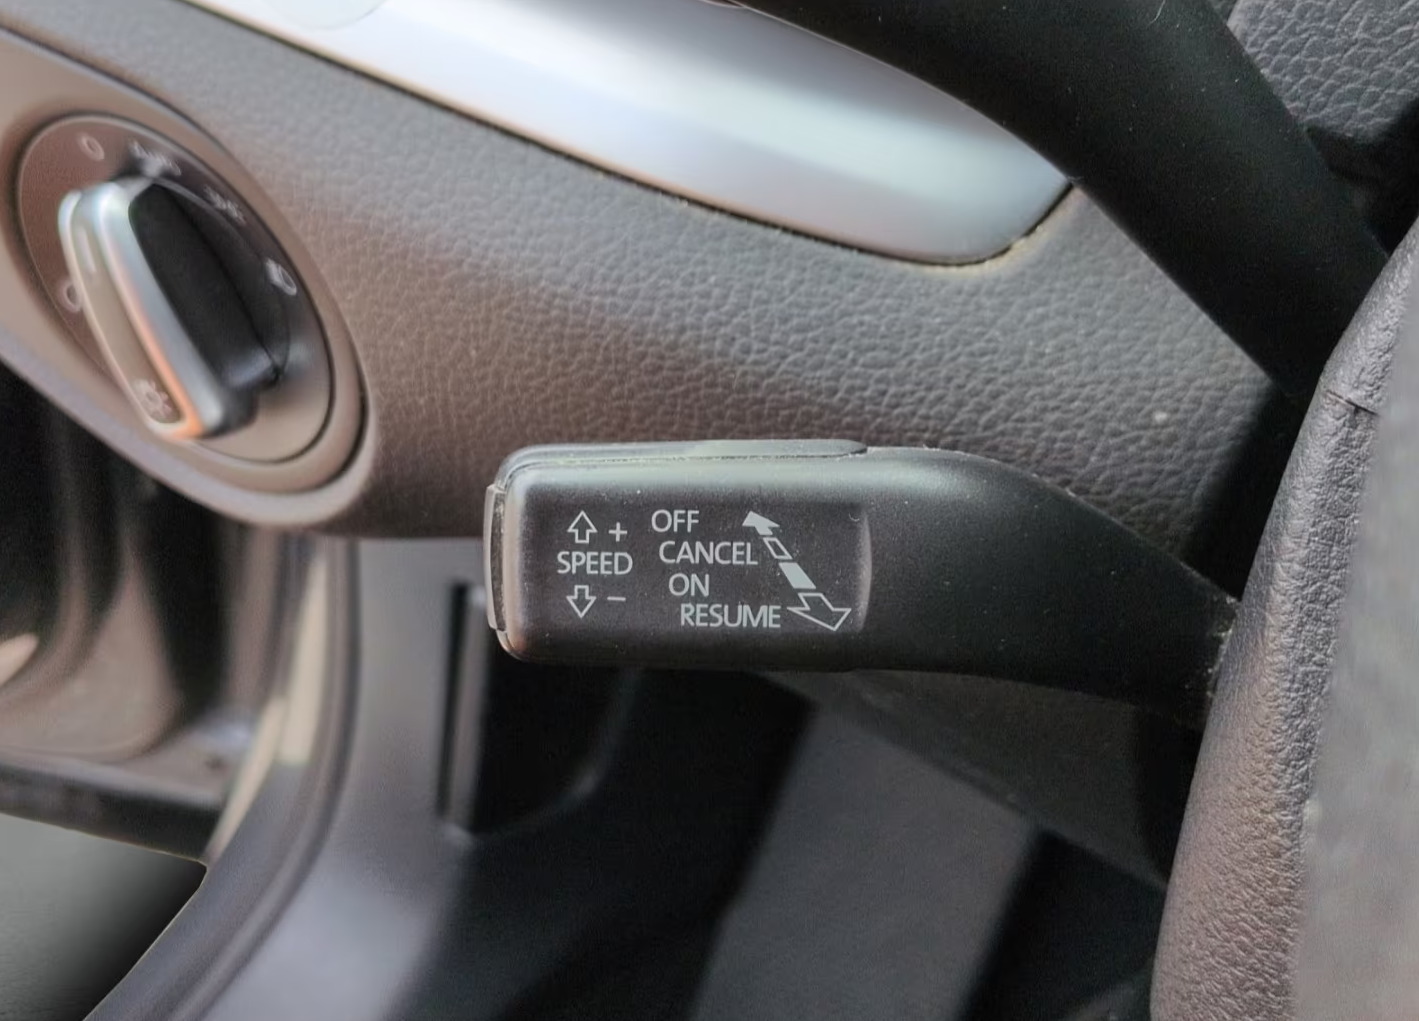 + OFF
SPEED CANCEL
ON
− RESUME